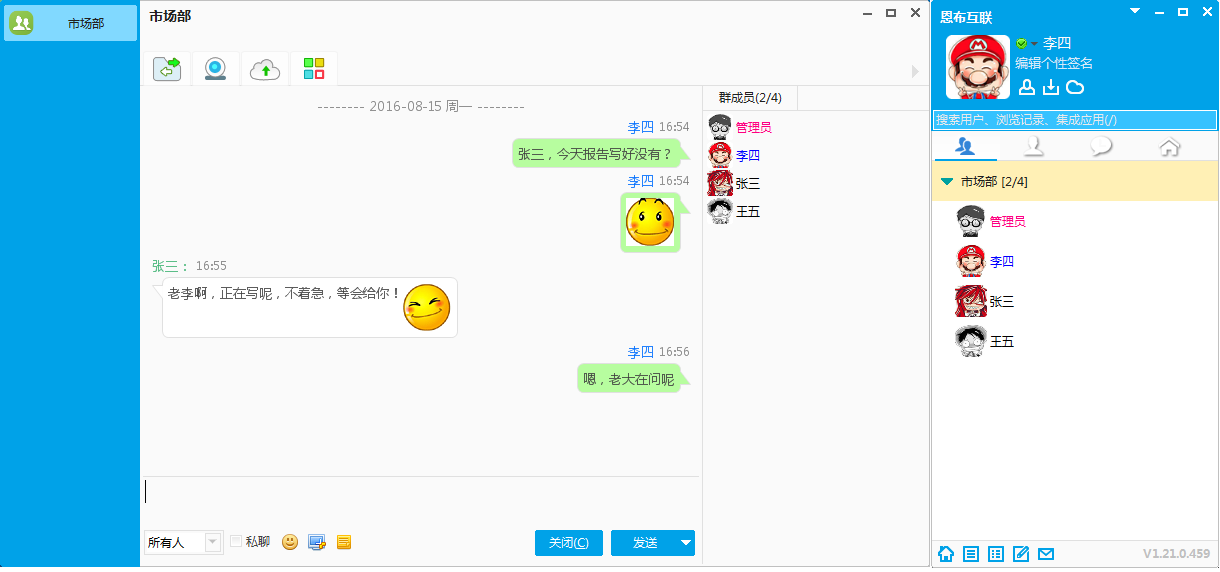 市场部
市场部
-------- 2016-08-15 周一 --------
李四 16:54
张三，今天报告写好没有？
李四 16:54
张三： 16:55
老李啊，正在写呢，不着急，等会给你！
李四 16:56
嗯，老大在问呢
所有人
私聊
关闭(C)
发送
群成员(2/4)
管理员
李四
张三
王五
恩布互联
李四
编辑个性签名
搜索用户、浏览记录、集成应用(/)
市场部 [2/4]
管理员
李四
张三
王五
V1.21.0.459